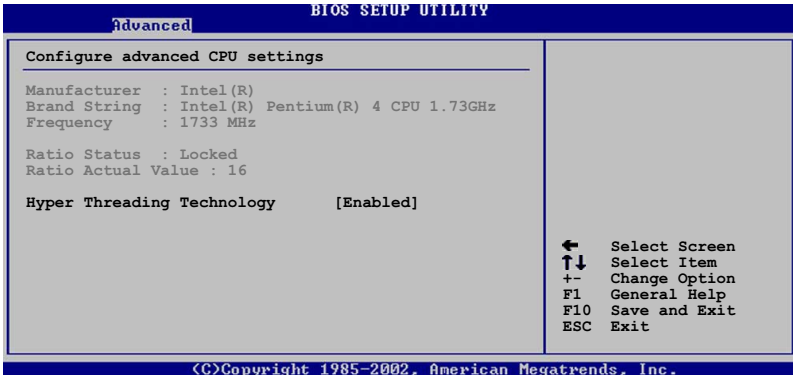 BIOS SETUP UTILITY
Advanced
Configure advanced CPU settings
Manufacturer : Intel(R)
Brand String : Intel(R) Pentium(R) 4 CPU 1.73GHz
Frequency : 1733 MHz
Ratio Status : Locked
Ratio Actual Value : 16
Hyper Threading Technology [Enabled]
← Select Screen
↑↓ Select Item
+- Change Option
F1 General Help
F10 Save and Exit
ESC Exit
(C)Copyright 1985-2002, American Megatrends, Inc.